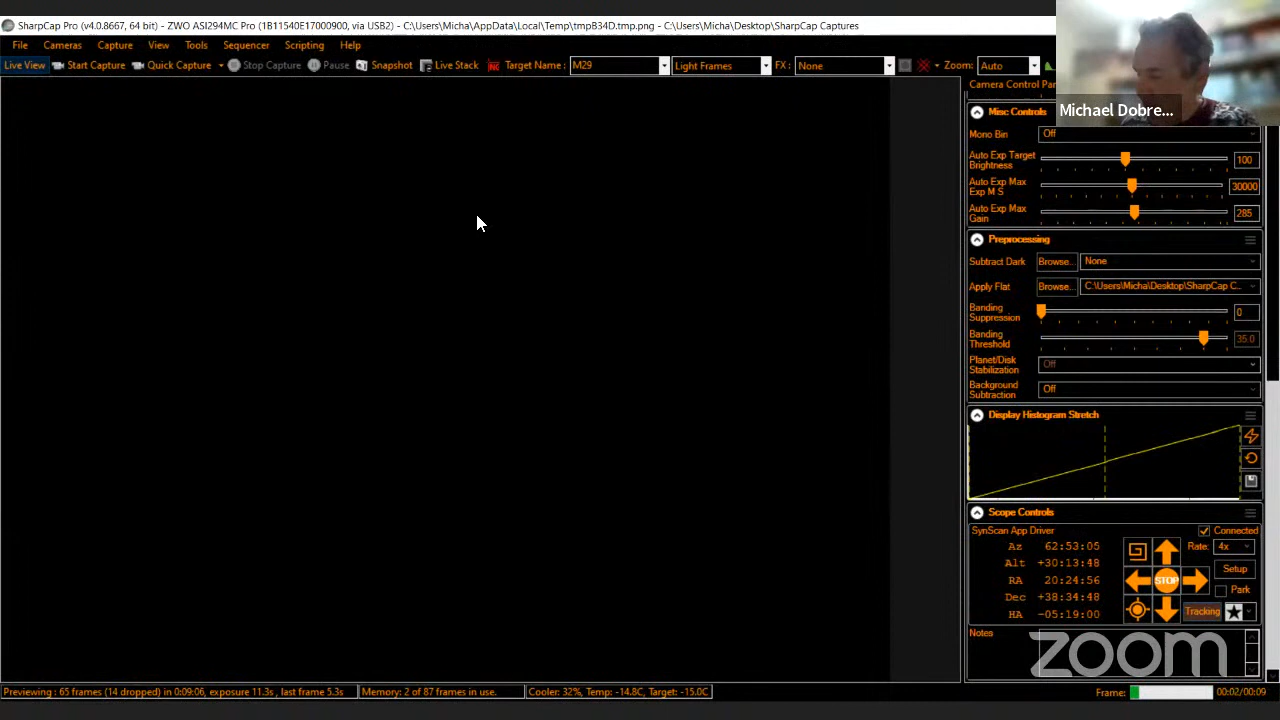 SharpCap Pro (v4.0.8667, 64 bit) - ZWO ASI294MC Pro (1B11540E17000900, via USB2) - C:\Users\Micha\AppData\Local\Temp\tmpB34D.tmp.png - C:\Users\Micha\Desktop\SharpCap Captures
File Cameras Capture View Tools Sequencer Scripting Help
Live View Start Capture Quick Capture Stop Capture Pause Snapshot Live Stack Target Name : M29 Light Frames FX : None Zoom: Auto
Camera Control Pan
Michael Dobre...
Misc Controls
Mono Bin Off
Auto Exp Target Brightness 100
Auto Exp Max Exp M S 30000
Auto Exp Max Gain 285
Preprocessing
Subtract Dark Browse... None
Apply Flat Browse... C:\Users\Micha\Desktop\SharpCap C...
Banding Suppression 0
Banding Threshold 35.0
Planet/Disk Stabilization Off
Background Subtraction Off
Display Histogram Stretch
Scope Controls
SynScan App Driver Connected
Az 62:53:05 Rate: 4x
Alt +30:13:48 Setup
RA 20:24:56 STOP
Dec +38:34:48 Park
HA -05:19:00 Tracking
Notes
zoom
Previewing : 65 frames (14 dropped) in 0:09:06, exposure 11.3s , last frame 5.3s Memory: 2 of 87 frames in use. Cooler: 32%, Temp: -14.8C, Target: -15.0C Frame: 00:02/00:09